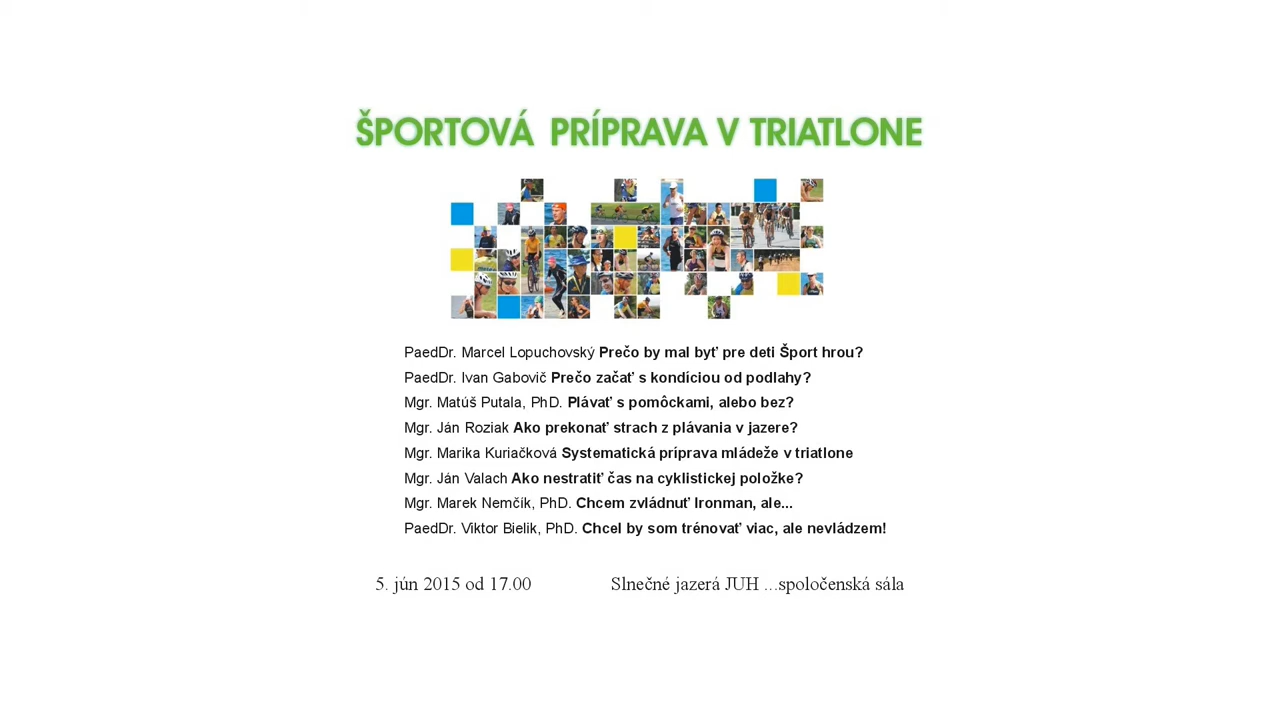 ŠPORTOVÁ PRÍPRAVA V TRIATLONE
PaedDr. Marcel Lopuchovský Prečo by mal byť pre deti Šport hrou?
PaedDr. Ivan Gabovič Prečo začať s kondíciou od podlahy?
Mgr. Matúš Putala, PhD. Plávať s pomôckami, alebo bez?
Mgr. Ján Roziak Ako prekonať strach z plávania v jazere?
Mgr. Marika Kuriačková Systematická príprava mládeže v triatlone
Mgr. Ján Valach Ako nestratiť čas na cyklistickej položke?
Mgr. Marek Nemčík, PhD. Chcem zvládnuť Ironman, ale...
PaedDr. Viktor Bielik, PhD. Chcel by som trénovať viac, ale nevládzem!
5. jún 2015 od 17.00 Slnečné jazerá JUH ...spoločenská sála